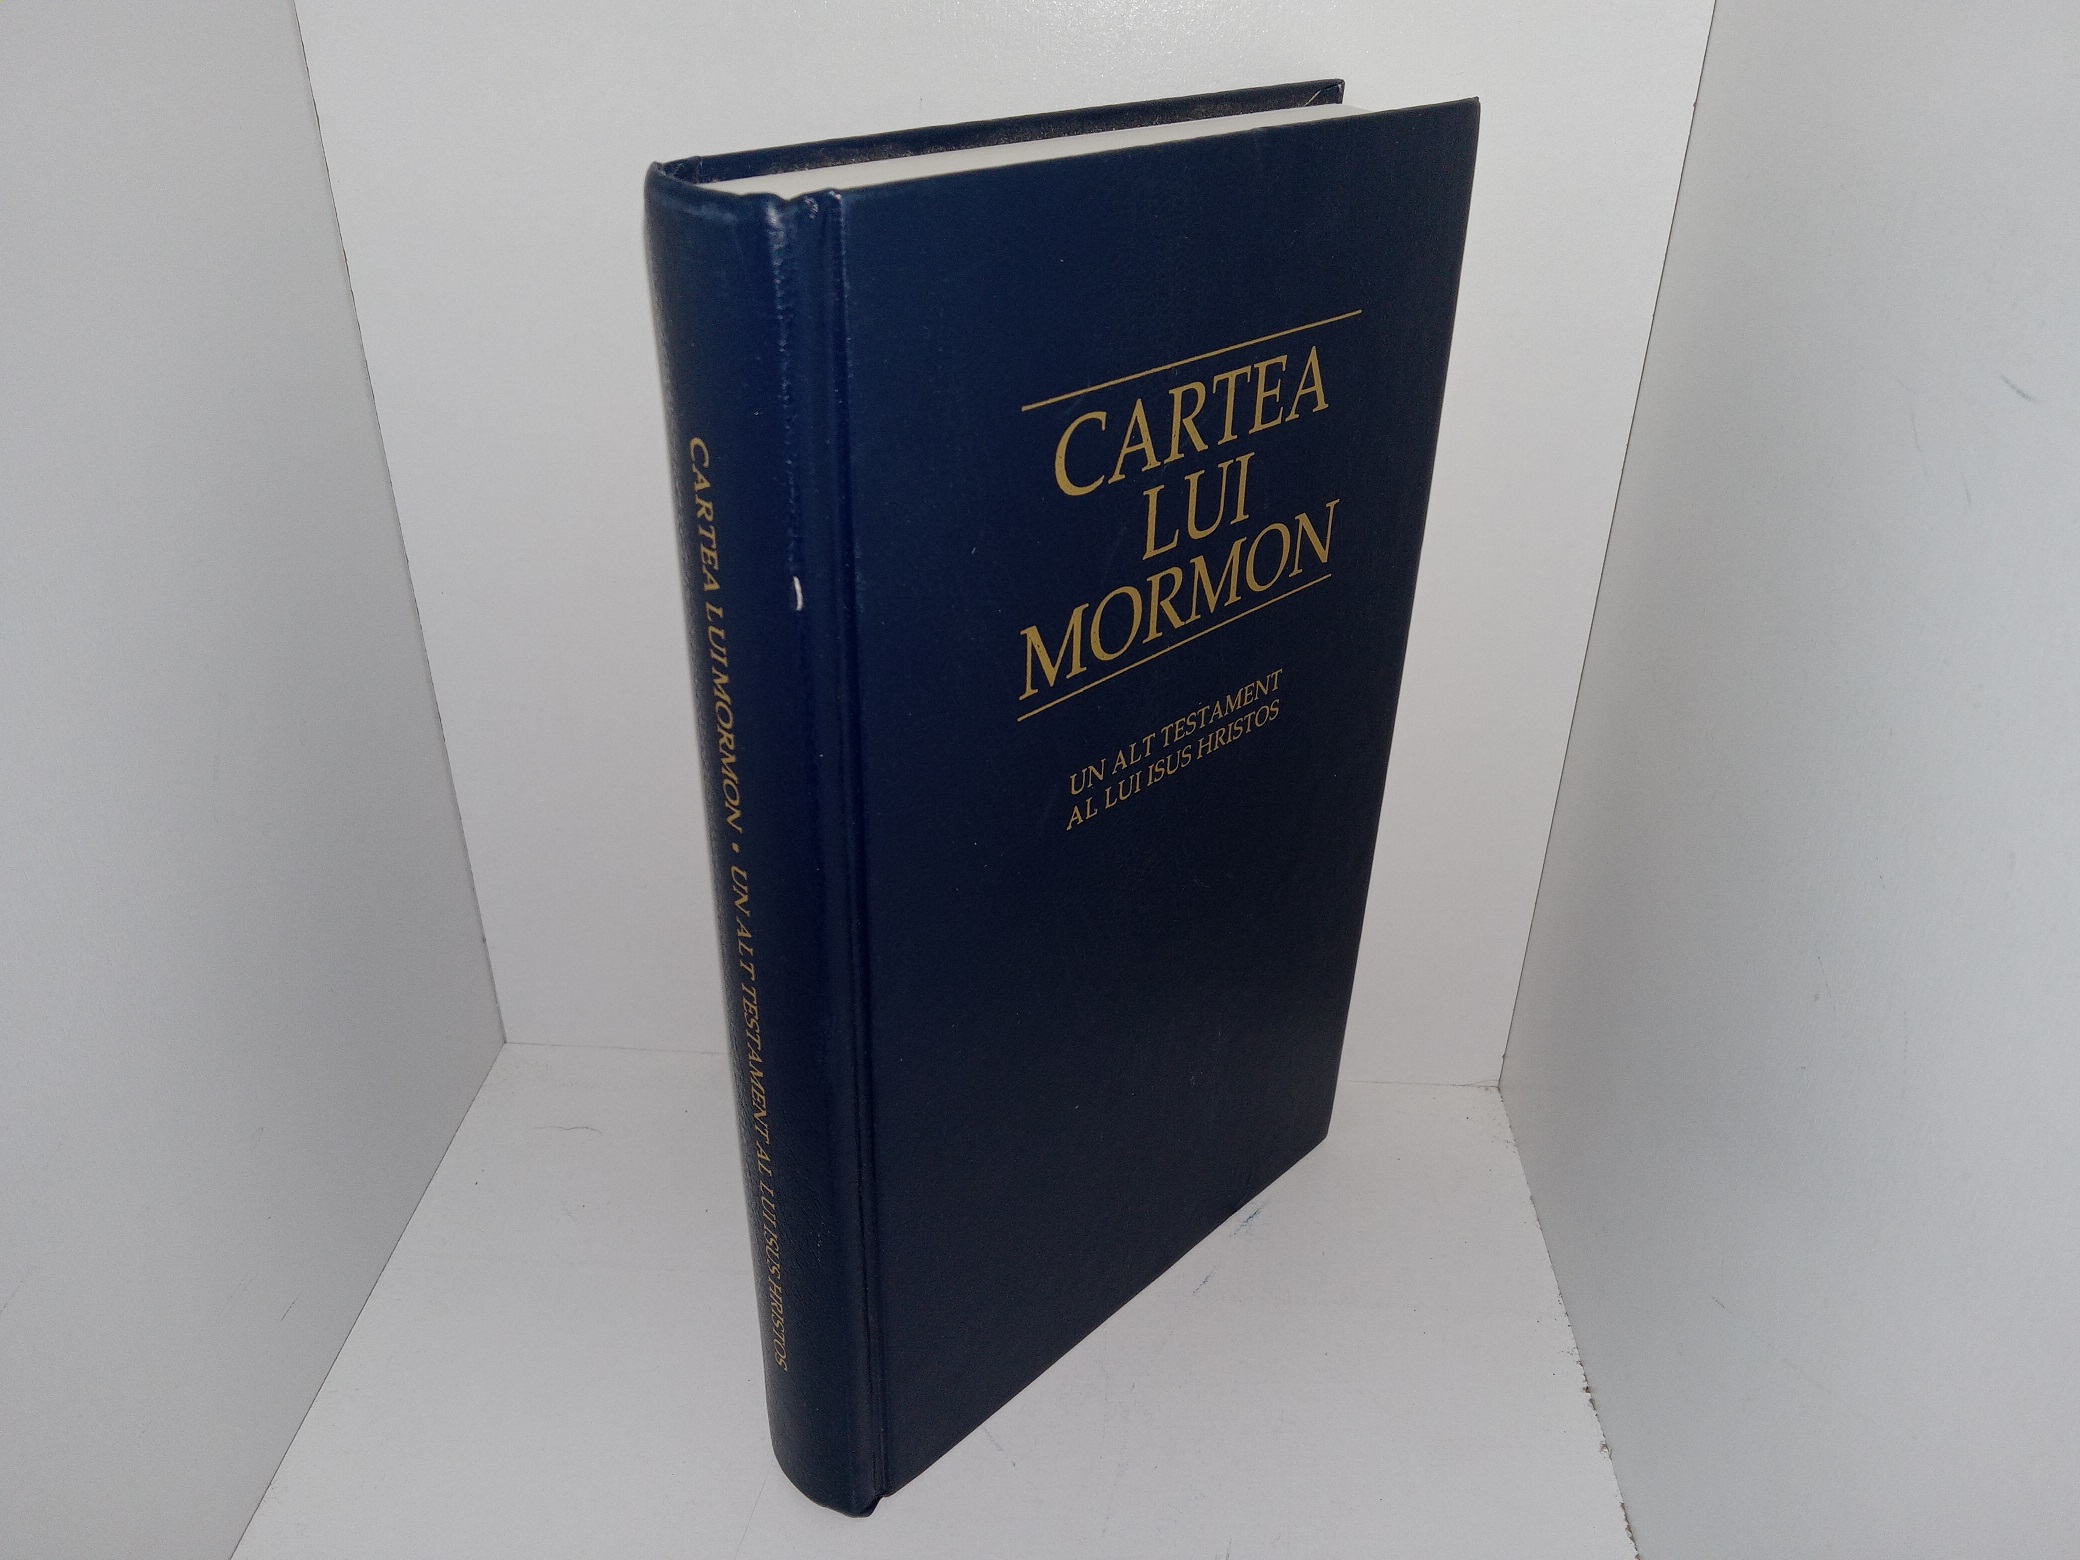 CARTEA
LUI
MORMON
UN ALT TESTAMENT
AL LUI ISUS HRISTOS
CARTEA LUI MORMON • UN ALT TESTAMENT AL LUI ISUS HRISTOS